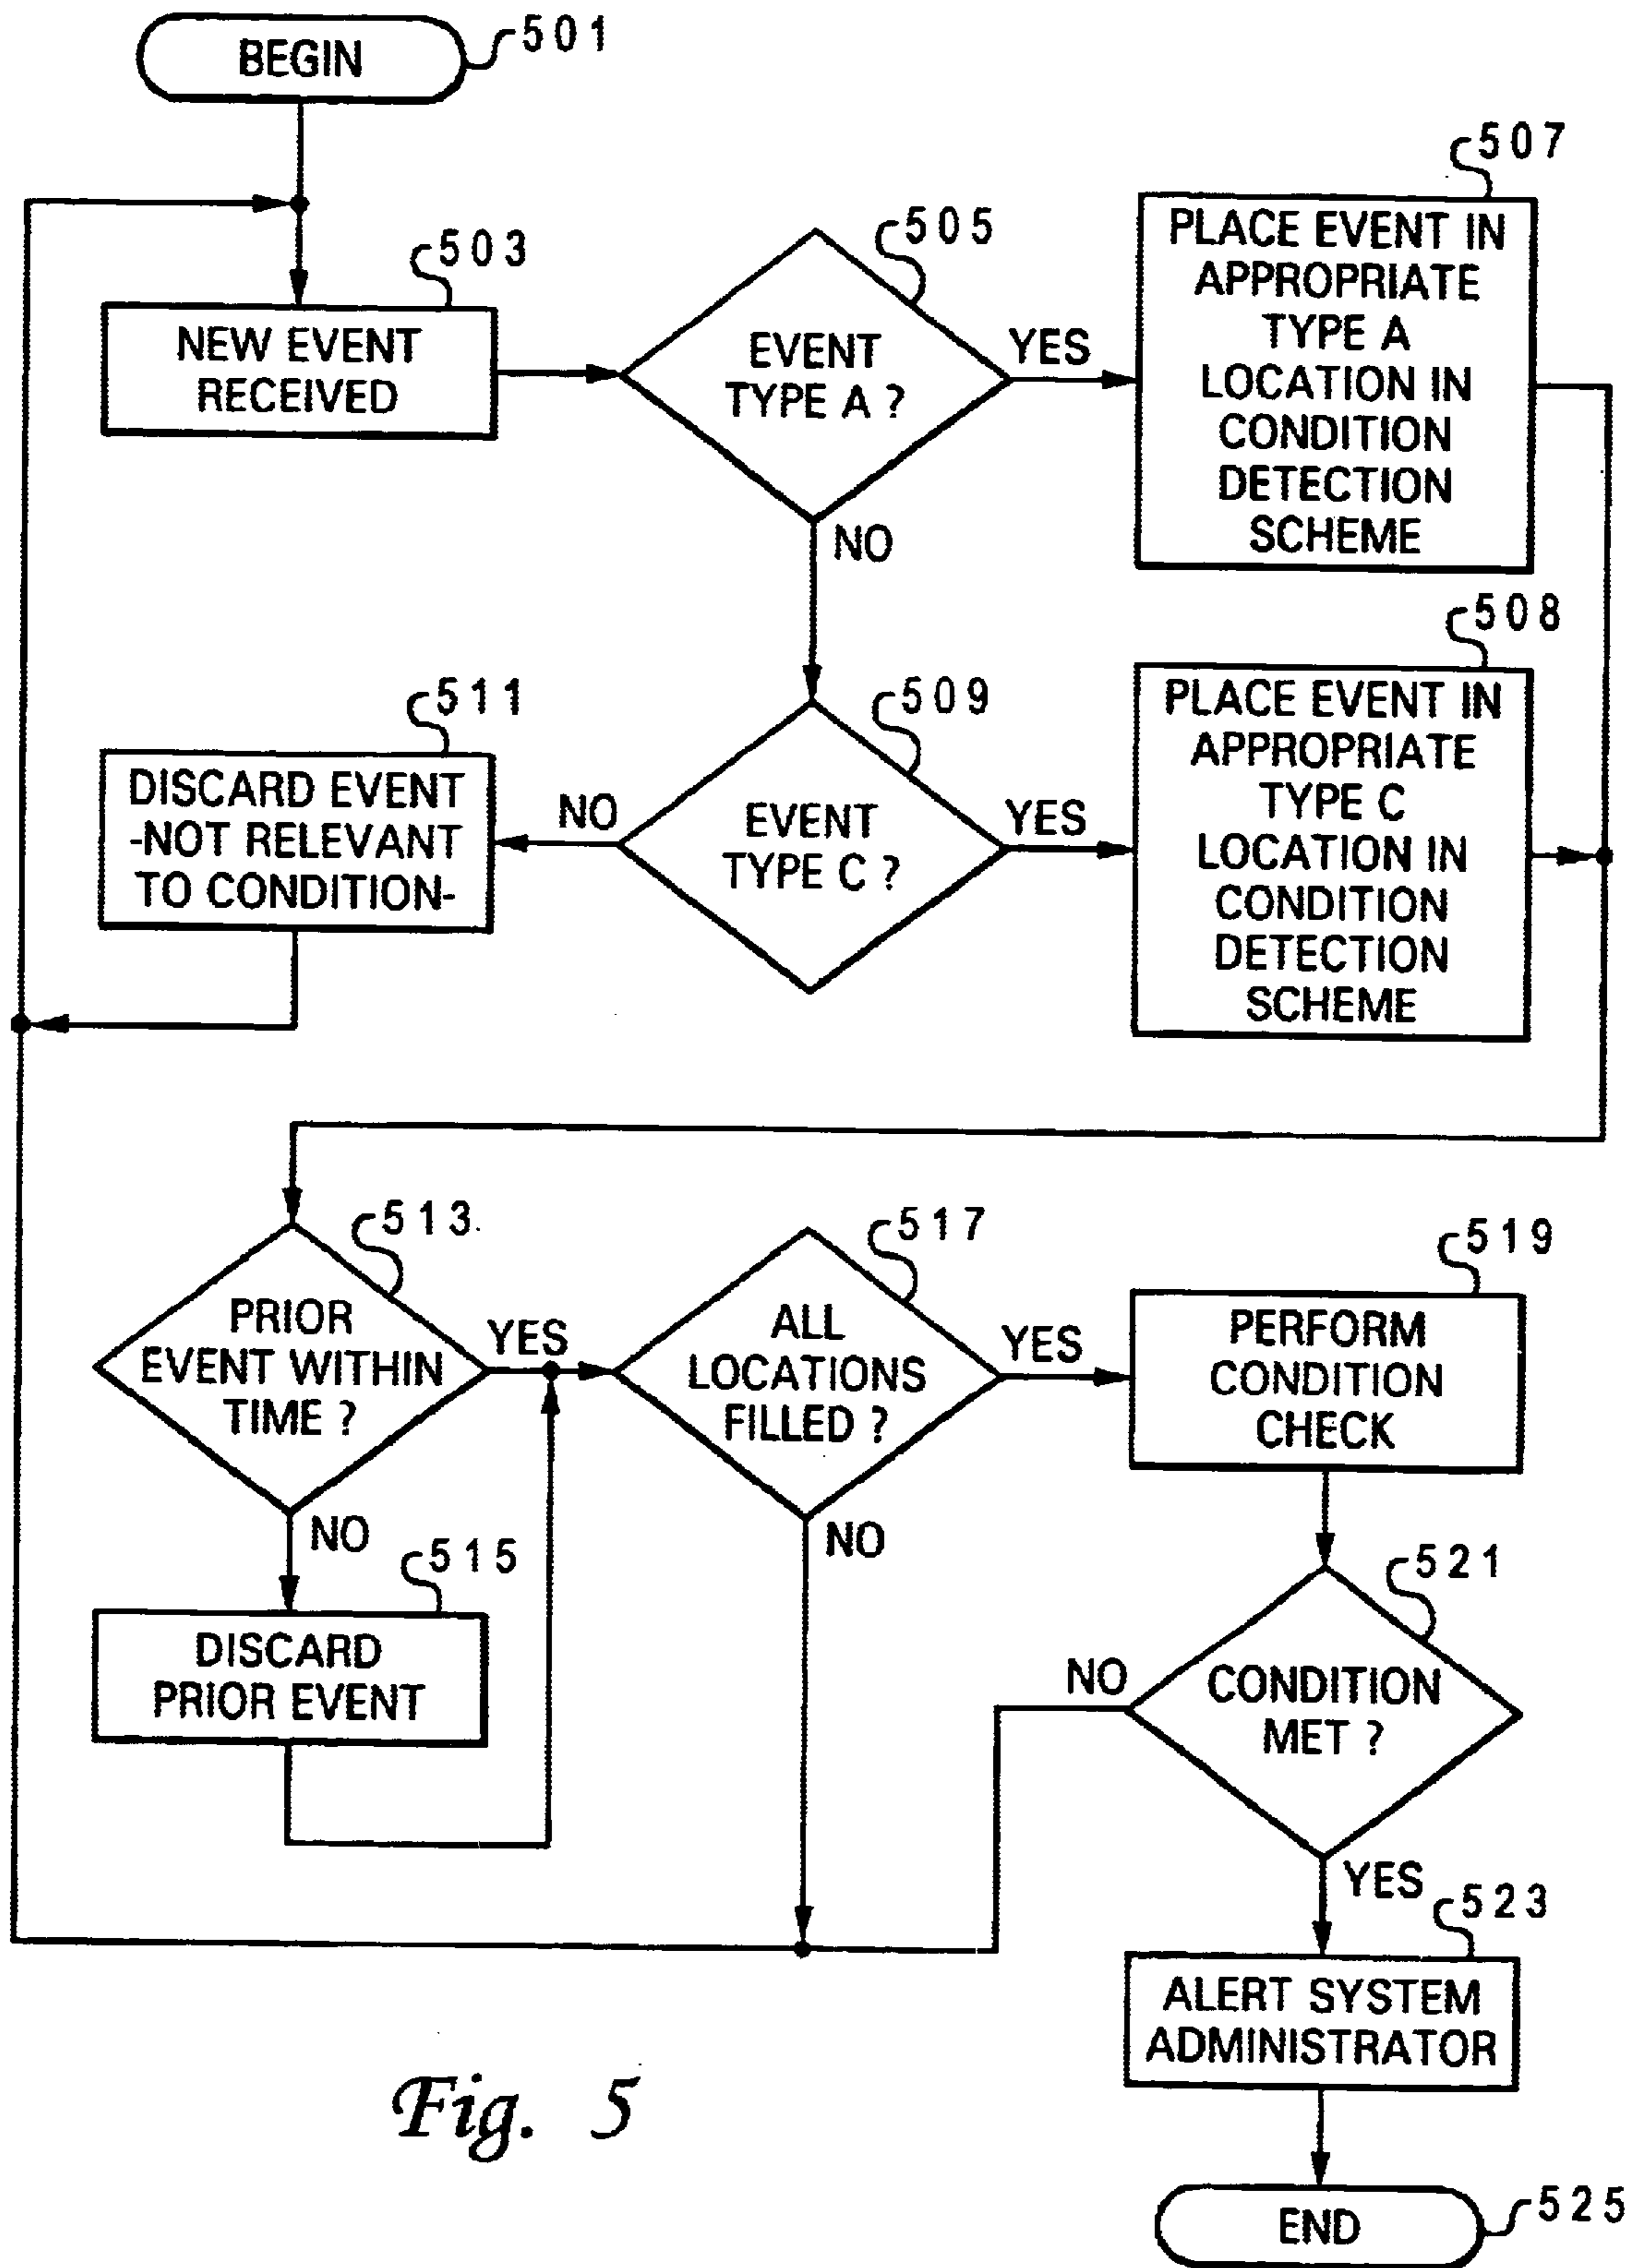 BEGIN
501
503
NEW EVENT
RECEIVED
505
EVENT
TYPE A ?
YES
NO
507
PLACE EVENT IN
APPROPRIATE
TYPE A
LOCATION IN
CONDITION
DETECTION
SCHEME
508
PLACE EVENT IN
APPROPRIATE
TYPE C
LOCATION IN
CONDITION
DETECTION
SCHEME
509
EVENT
TYPE C ?
YES
NO
511
DISCARD EVENT
-NOT RELEVANT
TO CONDITION-
513
PRIOR
EVENT WITHIN
TIME ?
YES
NO
515
DISCARD
PRIOR EVENT
517
ALL
LOCATIONS
FILLED ?
YES
NO
519
PERFORM
CONDITION
CHECK
521
CONDITION
MET ?
NO
YES
523
ALERT SYSTEM
ADMINISTRATOR
END
525
Fig. 5